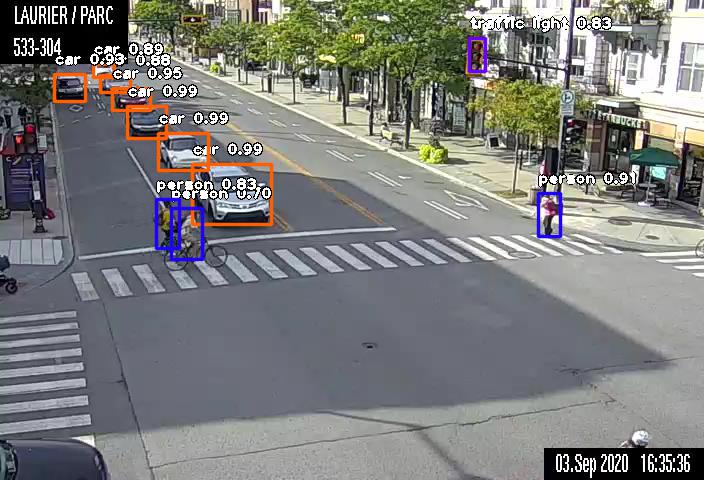 LAURIER / PARC
533-304
traffic light 0.83
car 0.89
car 0.93
0.88
car 0.95
car 0.99
car 0.99
car 0.99
person 0.91
person 0.83
person 0.70
P
03.Sep 2020 16:35:36